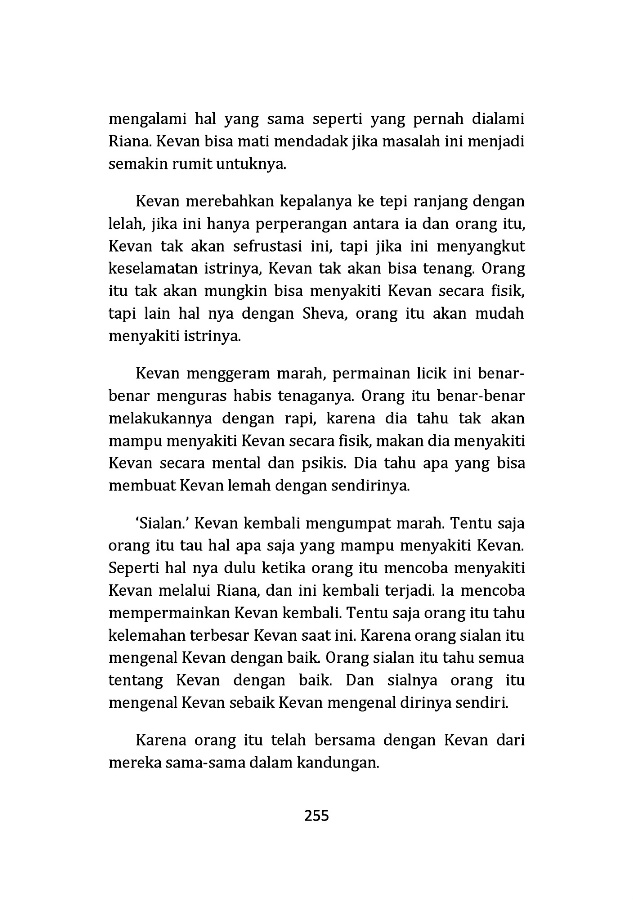 mengalami hal yang sama seperti yang pernah dialami
Riana. Kevan bisa mati mendadak jika masalah ini menjadi
semakin rumit untuknya.
Kevan merebahkan kepalanya ke tepi ranjang dengan
lelah, jika ini hanya perperangan antara ia dan orang itu,
Kevan tak akan sefrustasi ini, tapi jika ini menyangkut
keselamatan istrinya, Kevan tak akan bisa tenang. Orang
itu tak akan mungkin bisa menyakiti Kevan secara fisik,
tapi lain hal nya dengan Sheva, orang itu akan mudah
menyakiti istrinya.
Kevan menggeram marah, permainan licik ini benar-
benar menguras habis tenaganya. Orang itu benar-benar
melakukannya dengan rapi, karena dia tahu tak akan
mampu menyakiti Kevan secara fisik, makan dia menyakiti
Kevan secara mental dan psikis. Dia tahu apa yang bisa
membuat Kevan lemah dengan sendirinya.
‘Sialan.’ Kevan kembali mengumpat marah. Tentu saja
orang itu tau hal apa saja yang mampu menyakiti Kevan.
Seperti hal nya dulu ketika orang itu mencoba menyakiti
Kevan melalui Riana, dan ini kembali terjadi. Ia mencoba
mempermainkan Kevan kembali. Tentu saja orang itu tahu
kelemahan terbesar Kevan saat ini. Karena orang sialan itu
mengenal Kevan dengan baik. Orang sialan itu tahu semua
tentang Kevan dengan baik. Dan sialnya orang itu
mengenal Kevan sebaik Kevan mengenal dirinya sendiri.
Karena orang itu telah bersama dengan Kevan dari
mereka sama-sama dalam kandungan.
255